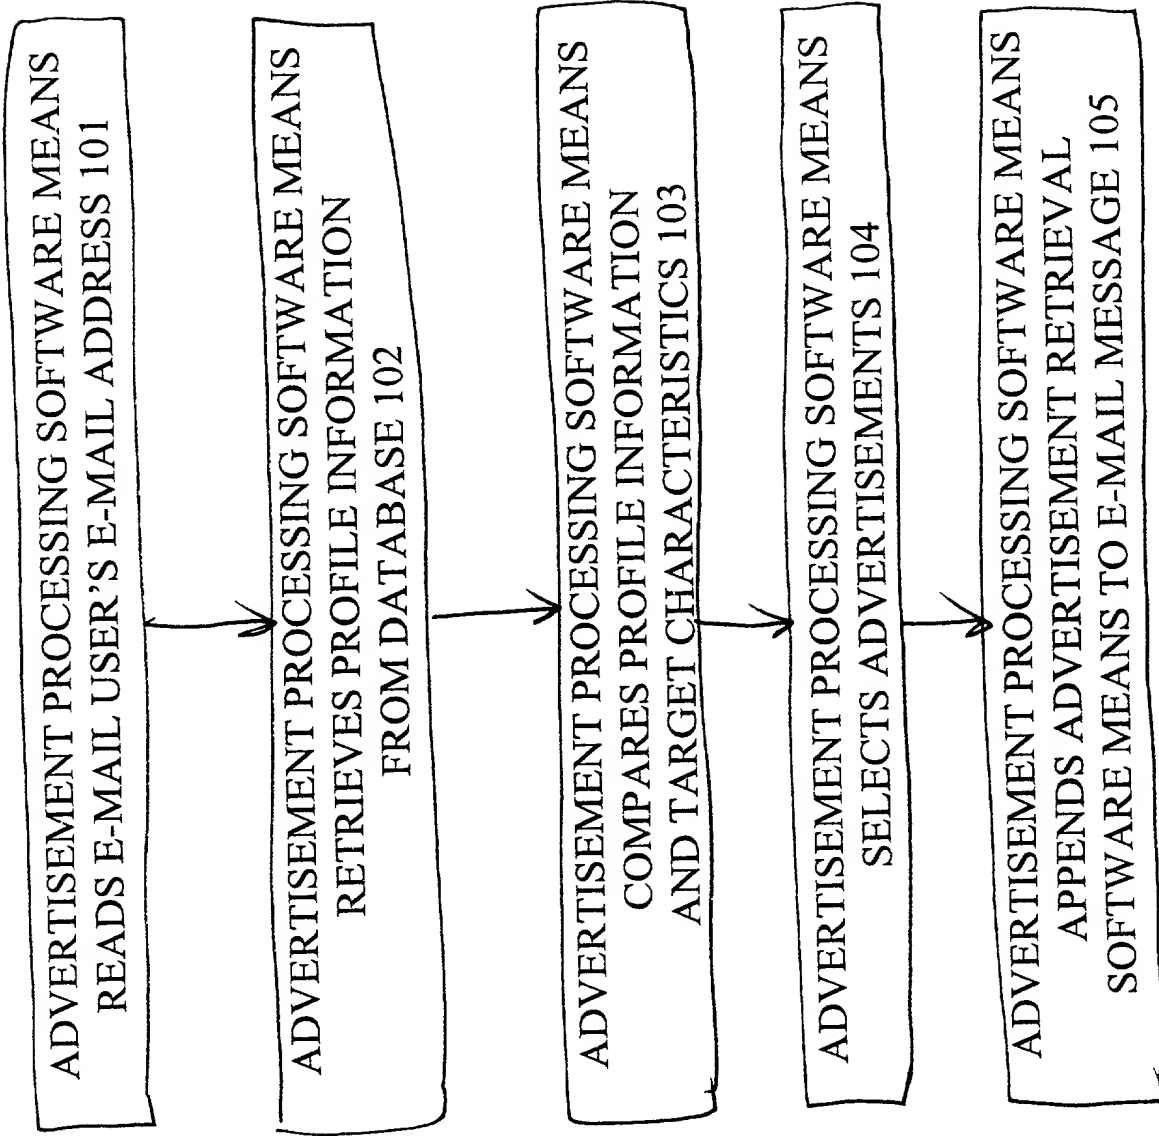 ADVERTISEMENT PROCESSING SOFTWARE MEANS
READS E-MAIL USER'S E-MAIL ADDRESS 101
ADVERTISEMENT PROCESSING SOFTWARE MEANS
RETRIEVES PROFILE INFORMATION
FROM DATABASE 102
ADVERTISEMENT PROCESSING SOFTWARE MEANS
COMPARES PROFILE INFORMATION
AND TARGET CHARACTERISTICS 103
ADVERTISEMENT PROCESSING SOFTWARE MEANS
SELECTS ADVERTISEMENTS 104
ADVERTISEMENT PROCESSING SOFTWARE MEANS
APPENDS ADVERTISEMENT RETRIEVAL
SOFTWARE MEANS TO E-MAIL MESSAGE 105